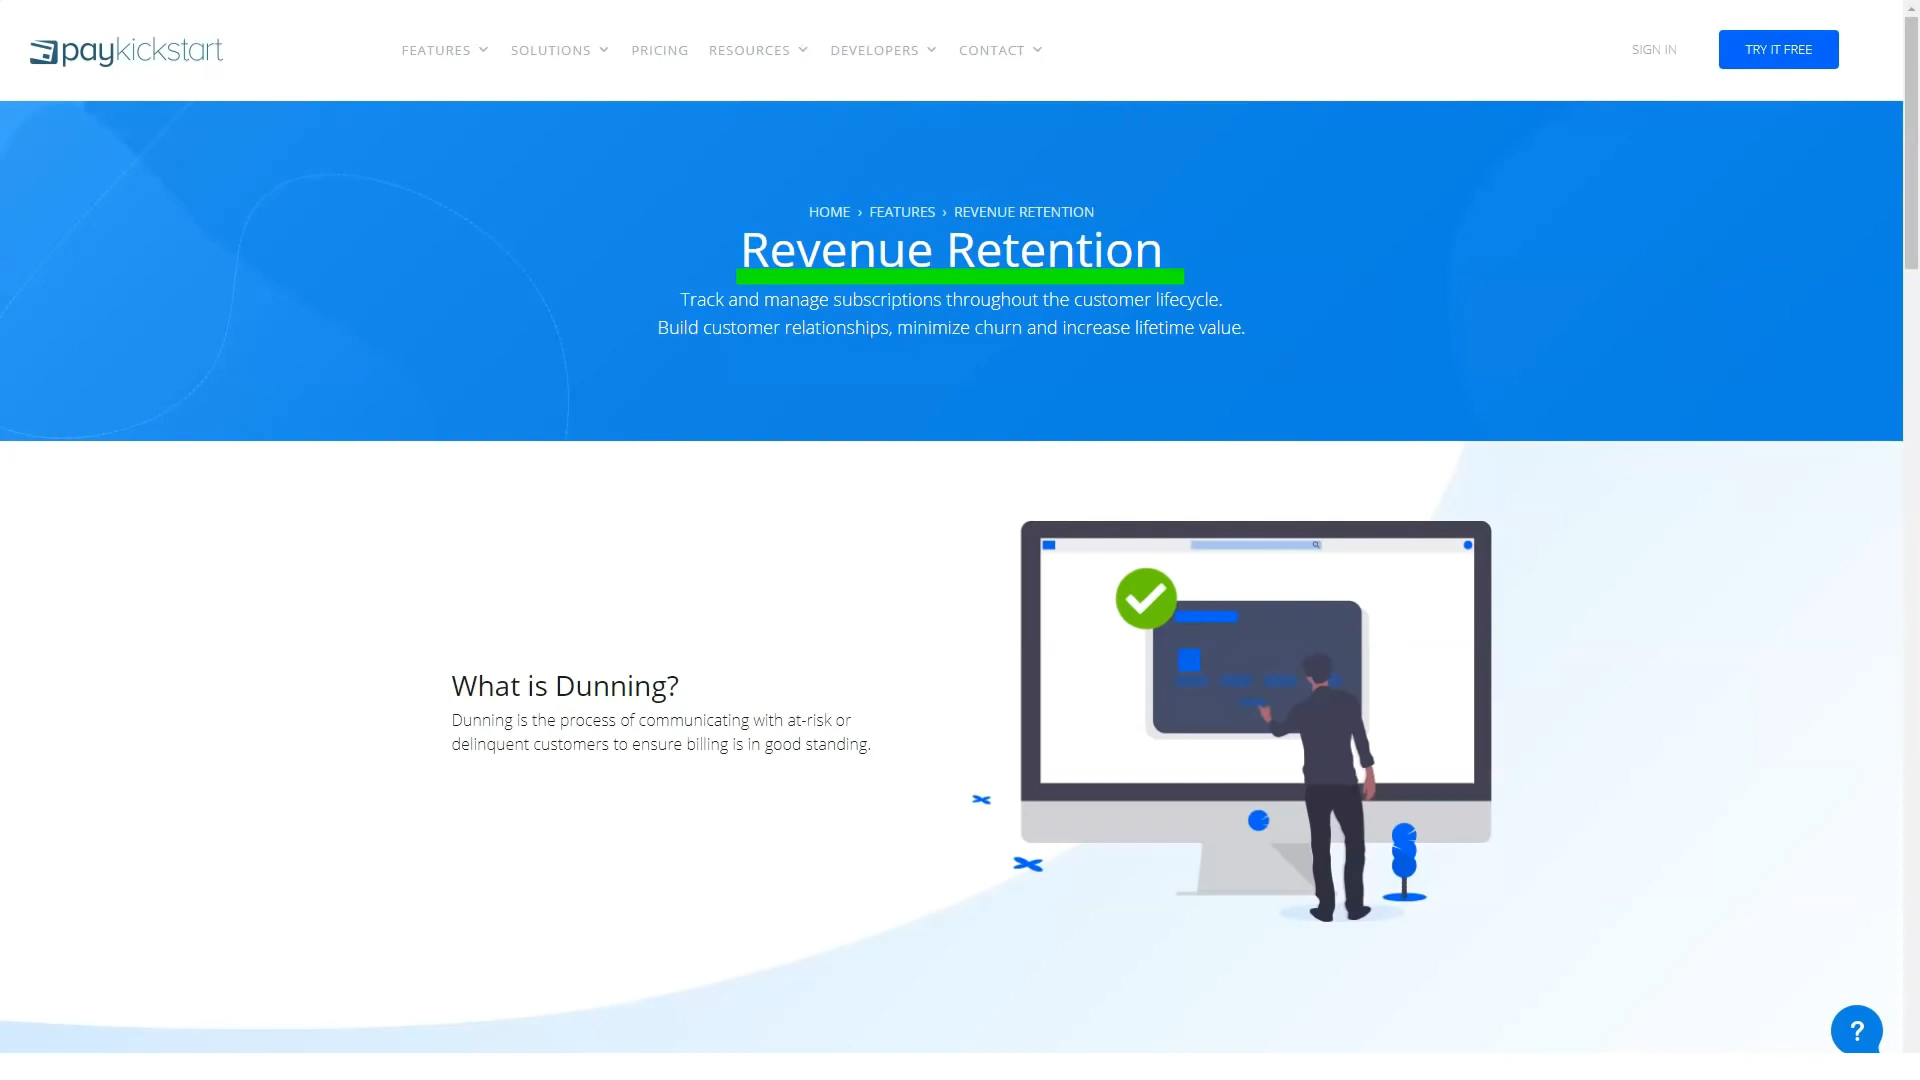 paykickstart
FEATURES SOLUTIONS PRICING RESOURCES DEVELOPERS CONTACT
SIGN IN
TRY IT FREE
HOME › FEATURES › REVENUE RETENTION
Revenue Retention
Track and manage subscriptions throughout the customer lifecycle.
Build customer relationships, minimize churn and increase lifetime value.
What is Dunning?
Dunning is the process of communicating with at-risk or
delinquent customers to ensure billing is in good standing.
?